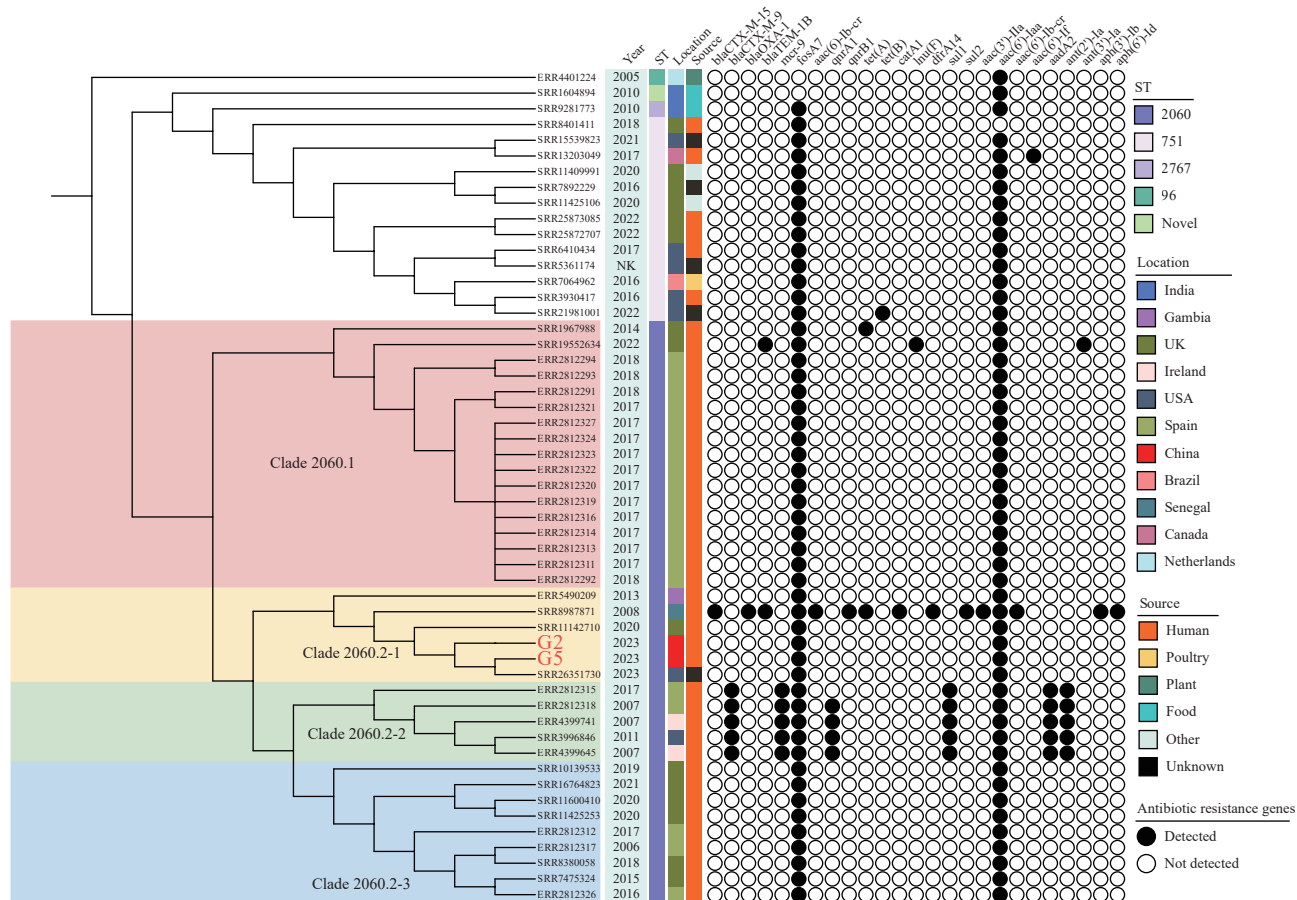 Year
ST
Location
Source
blaCTX-M-15
blaCTX-M-9
blaOXA-1
blaTEM-1B
mcr-9
fosA7
aac(6)-Ib-cr
qnrA1
qnrB1
tet(A)
tet(B)
catA1
lnu(F)
dfrA14
sul1
sul2
aac(3')-IIa
aac(6')-Iaa
aac(6')-Ib-cr
aac(6')-If
aadA2
ant(2')-Ia
ant(3')-Ia
aph(3')-Ib
aph(6')-Id
ERR4401224 2005
SRR1604894 2010
SRR9281773 2010
SRR8401411 2018
SRR15539823 2021
SRR13203049 2017
SRR11409991 2020
SRR7892229 2016
SRR11425106 2020
SRR25873085 2022
SRR25872707 2022
SRR6410434 2017
SRR5361174 NK
SRR7064962 2016
SRR3930417 2016
SRR21981001 2022
SRR1967988 2014
SRR19552634 2022
ERR2812294 2018
ERR2812293 2018
ERR2812291 2018
ERR2812321 2017
ERR2812327 2017
ERR2812324 2017
ERR2812323 2017
ERR2812322 2017
ERR2812320 2017
ERR2812319 2017
ERR2812316 2017
ERR2812314 2017
ERR2812313 2017
ERR2812311 2017
ERR2812292 2018
ERR5490209 2013
SRR8987871 2008
SRR11142710 2020
G2 2023
G5 2023
SRR26351730 2023
ERR2812315 2017
ERR2812318 2007
ERR4399741 2007
SRR3996846 2011
ERR4399645 2007
SRR10139533 2019
SRR16764823 2021
SRR11600410 2020
SRR11425253 2020
ERR2812312 2017
ERR2812317 2006
SRR8380058 2018
SRR7475324 2015
ERR2812326 2016
Clade 2060.1
Clade 2060.2-1
Clade 2060.2-2
Clade 2060.2-3
ST
2060
751
2767
96
Novel
Location
India
Gambia
UK
Ireland
USA
Spain
China
Brazil
Senegal
Canada
Netherlands
Source
Human
Poultry
Plant
Food
Other
Unknown
Antibiotic resistance genes
Detected
Not detected